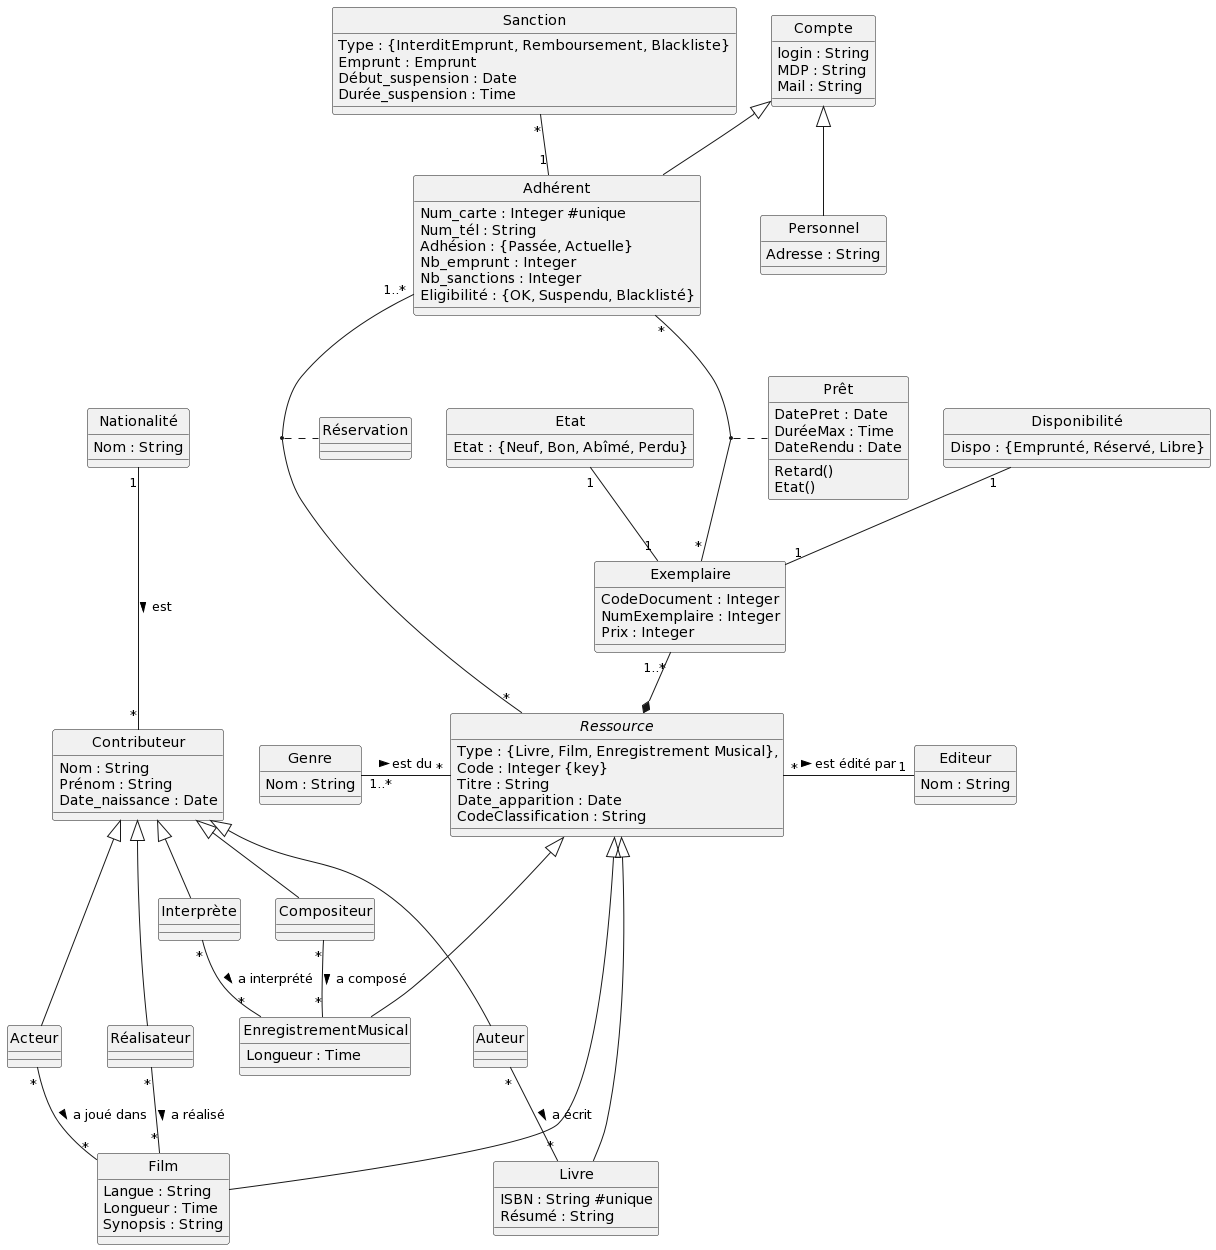 Sanction
Type : {InterditEmprunt, Remboursement, Blackliste}
Emprunt : Emprunt
Début_suspension : Date
Durée_suspension : Time
Compte
login : String
MDP : String
Mail : String
*
1
Adhérent
Num_carte : Integer #unique
Num_tél : String
Adhésion : {Passée, Actuelle}
Nb_emprunt : Integer
Nb_sanctions : Integer
Eligibilité : {OK, Suspendu, Blacklisté}
Personnel
Adresse : String
1..*
*
Nationalité
Nom : String
Réservation
Etat
Etat : {Neuf, Bon, Abîmé, Perdu}
Prêt
DatePret : Date
DuréeMax : Time
DateRendu : Date
Retard()
Etat()
Disponibilité
Dispo : {Emprunté, Réservé, Libre}
1
1
1
1
*
1
Exemplaire
CodeDocument : Integer
NumExemplaire : Integer
Prix : Integer
est
1..*
*
*
Contributeur
Nom : String
Prénom : String
Date_naissance : Date
Genre
Nom : String
est du
*
1..*
Ressource
Type : {Livre, Film, Enregistrement Musical},
Code : Integer {key}
Titre : String
Date_apparition : Date
CodeClassification : String
*
est édité par
1
Editeur
Nom : String
Interprète
Compositeur
*
*
a interprété
a composé
*
*
Acteur
Réalisateur
EnregistrementMusical
Longueur : Time
Auteur
*
*
*
a joué dans
a réalisé
a écrit
*
*
*
Film
Langue : String
Longueur : Time
Synopsis : String
Livre
ISBN : String #unique
Résumé : String